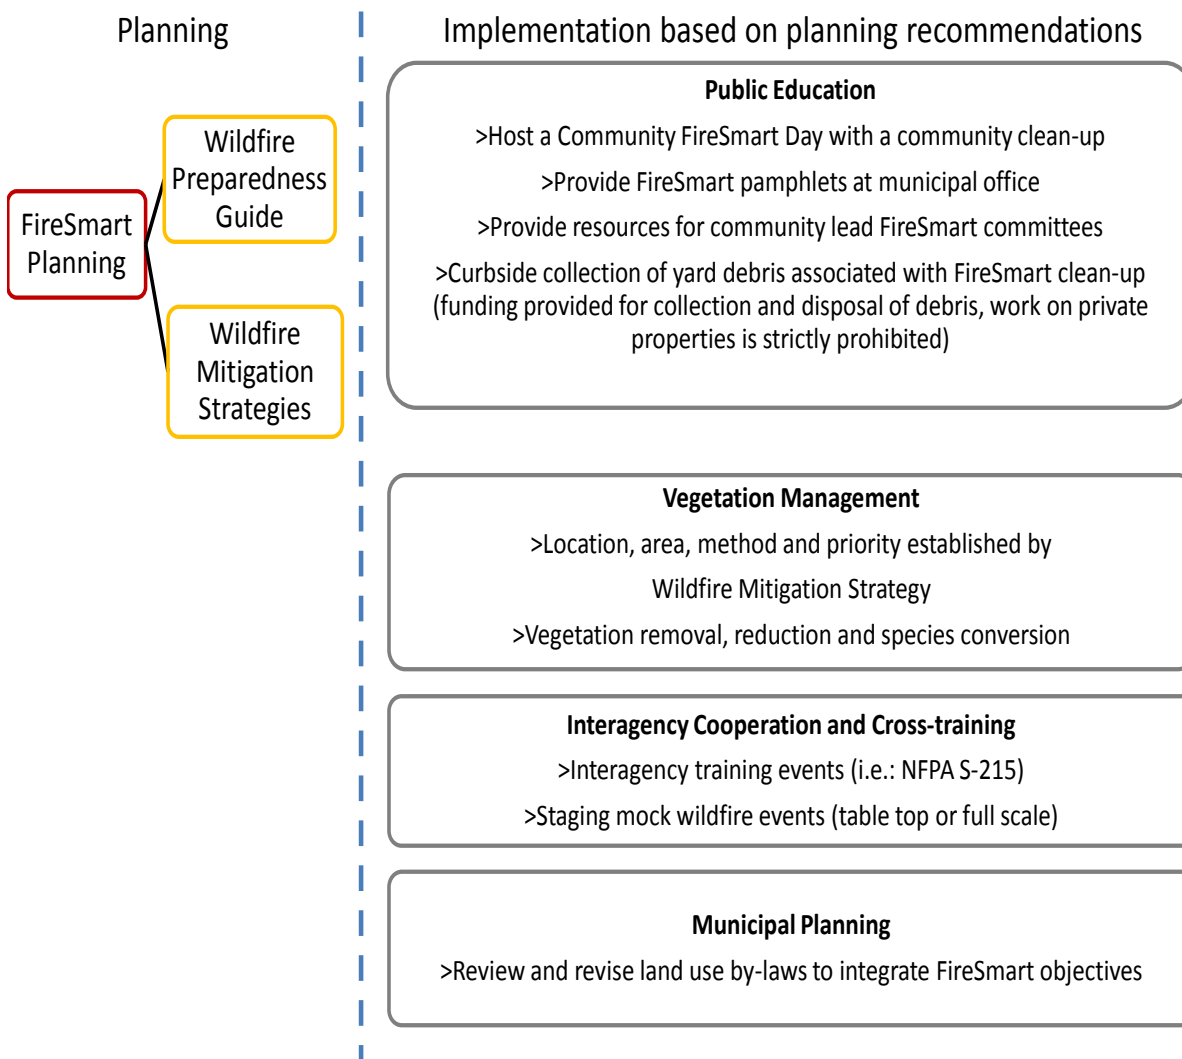 Planning
FireSmart
Planning
Wildfire
Preparedness
Guide
Wildfire
Mitigation
Strategies
Implementation based on planning recommendations
Public Education
>Host a Community FireSmart Day with a community clean-up
>Provide FireSmart pamphlets at municipal office
>Provide resources for community lead FireSmart committees
>Curbside collection of yard debris associated with FireSmart clean-up
(funding provided for collection and disposal of debris, work on private
properties is strictly prohibited)
Vegetation Management
>Location, area, method and priority established by
Wildfire Mitigation Strategy
>Vegetation removal, reduction and species conversion
Interagency Cooperation and Cross-training
>Interagency training events (i.e.: NFPA S-215)
>Staging mock wildfire events (table top or full scale)
Municipal Planning
>Review and revise land use by-laws to integrate FireSmart objectives